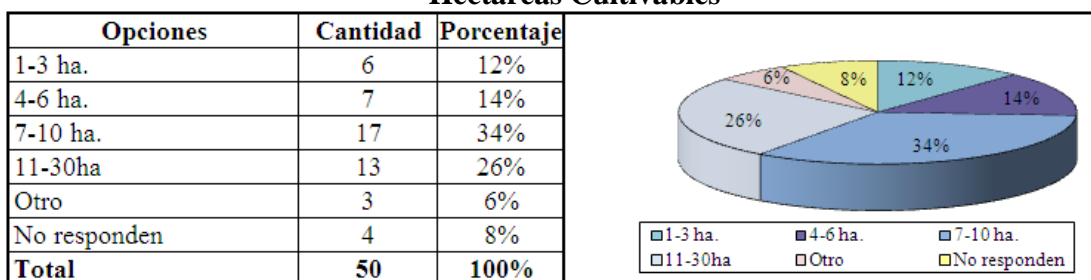 Hectáreas Cultivables
Opciones Cantidad Porcentaje
1-3 ha. 6 12%
4-6 ha. 7 14%
7-10 ha. 17 34%
11-30ha 13 26%
Otro 3 6%
No responden 4 8%
Total 50 100%
6% 8% 12%
14%
26%
34%
1-3 ha. 4-6 ha. 7-10 ha.
11-30ha Otro No responden